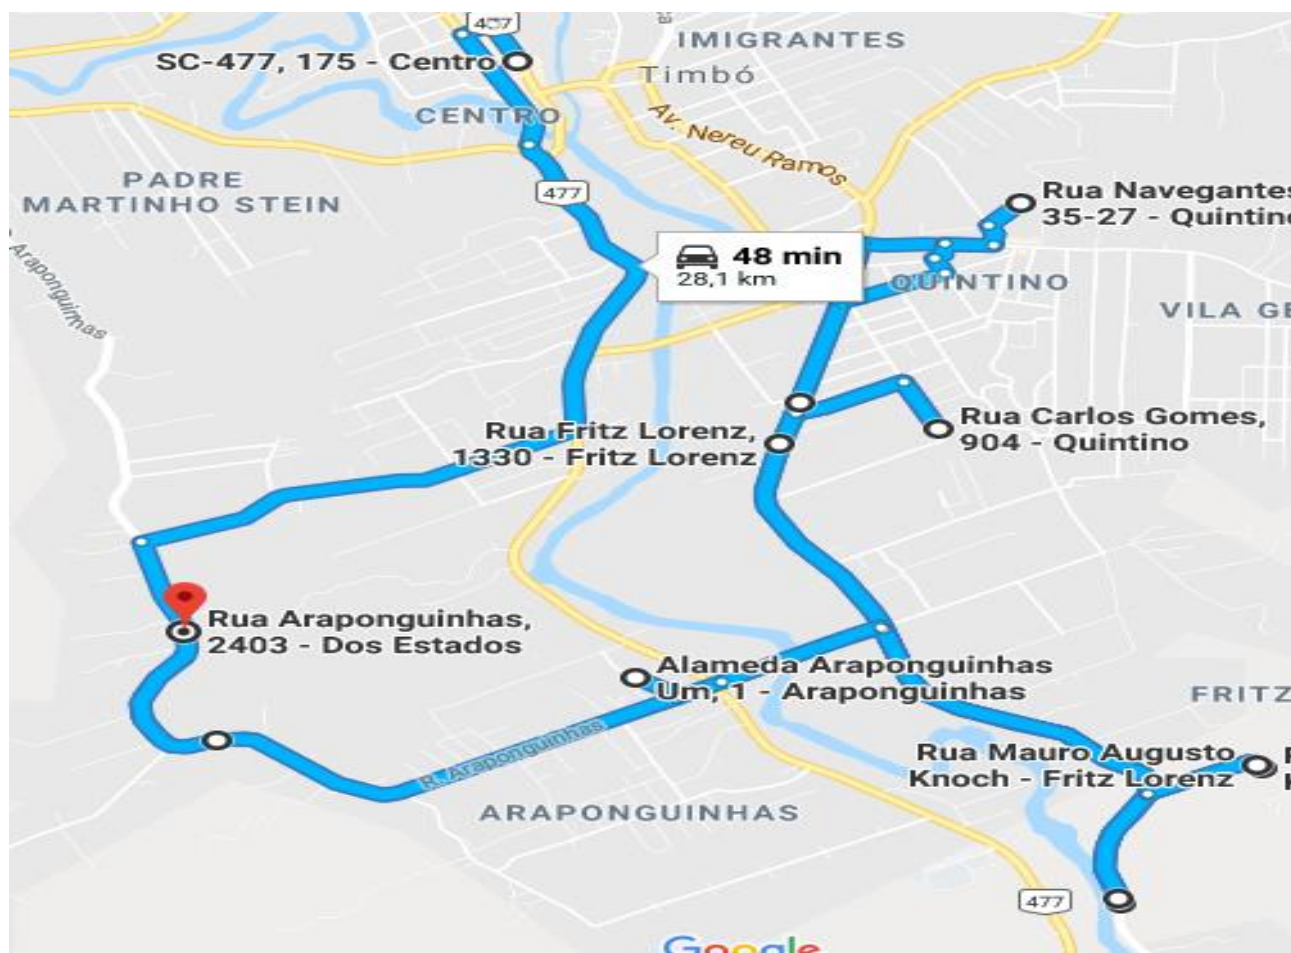 457
IMIGRANTES
SC-477, 175 - Centro
Timbó
CENTRO
Av. Nereu Ramos
PADRE
MARTINHO STEIN
477
Rua Navegantes
35-27 - Quintino
Araponguimas
48 min
28,1 km
QUINTINO
VILA GE
Rua Carlos Gomes,
904 - Quintino
Rua Fritz Lorenz,
1330 - Fritz Lorenz
Rua Araponguinhas,
2403 - Dos Estados
Alameda Araponguinhas
Um, 1 - Araponguinhas
FRITZ
R. Araponguinhas
Rua Mauro Augusto
Knoch - Fritz Lorenz
ARAPONGUINHAS
477
Google